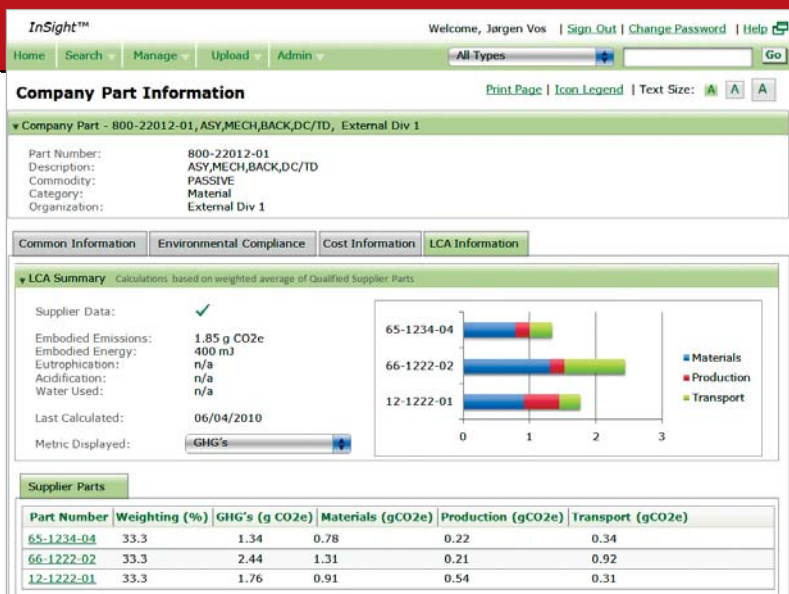 InSight™
Welcome, Jørgen Vos | Sign Out | Change Password | Help
Home Search Manage Upload Admin All Types Go
Company Part Information
Print Page | Icon Legend | Text Size: A A A
Company Part - 800-22012-01, ASY,MECH,BACK,DC/TD, External Div 1
Part Number: 800-22012-01
Description: ASY,MECH,BACK,DC/TD
Commodity: PASSIVE
Category: Material
Organization: External Div 1
Common Information Environmental Compliance Cost Information LCA Information
LCA Summary Calculations based on weighted average of Qualified Supplier Parts
Supplier Data: ✓
Embodied Emissions: 1.85 g CO2e
Embodied Energy: 400 mJ
Eutrophication: n/a
Acidification: n/a
Water Used: n/a
Last Calculated: 06/04/2010
Metric Displayed: GHG's
65-1234-04
66-1222-02
12-1222-01
0 1 2 3
Materials
Production
Transport
Supplier Parts
Part Number Weighting (%) GHG's (g CO2e) Materials (gCO2e) Production (gCO2e) Transport (gCO2e)
65-1234-04 33.3 1.34 0.78 0.22 0.34
66-1222-02 33.3 2.44 1.31 0.21 0.92
12-1222-01 33.3 1.76 0.91 0.54 0.31